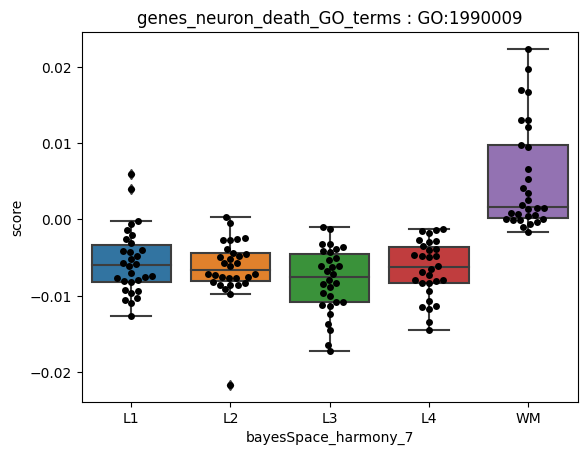 genes_neuron_death_GO_terms : GO:1990009
0.02
0.01
0.00
−0.01
−0.02
score
L1 L2 L3 L4 WM
bayesSpace_harmony_7